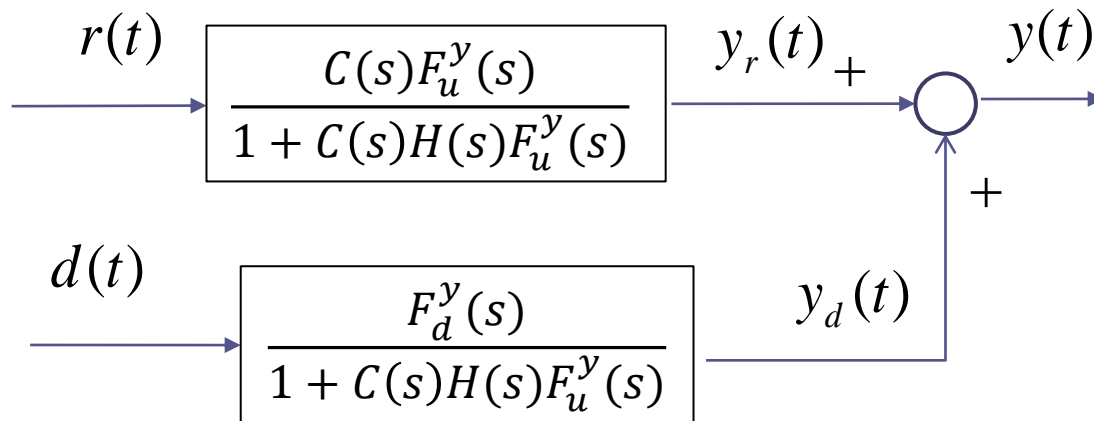 r(t)
C(s)F_u^y(s)
1 + C(s)H(s)F_u^y(s)
y_r(t)
+
y(t)
+
d(t)
F_d^y(s)
1 + C(s)H(s)F_u^y(s)
y_d(t)